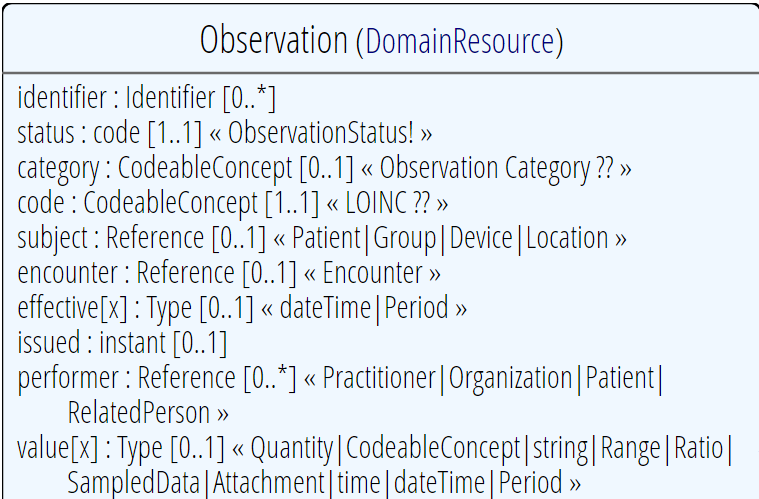 Observation (DomainResource)
identifier : Identifier [0..*]
status : code [1..1] « ObservationStatus! »
category : CodeableConcept [0..1] « Observation Category ?? »
code : CodeableConcept [1..1] « LOINC ?? »
subject : Reference [0..1] « Patient|Group|Device|Location »
encounter : Reference [0..1] « Encounter »
effective[x] : Type [0..1] « dateTime|Period »
issued : instant [0..1]
performer : Reference [0..*] « Practitioner|Organization|Patient|
RelatedPerson »
value[x] : Type [0..1] « Quantity|CodeableConcept|string|Range|Ratio|
SampledData|Attachment|time|dateTime|Period »